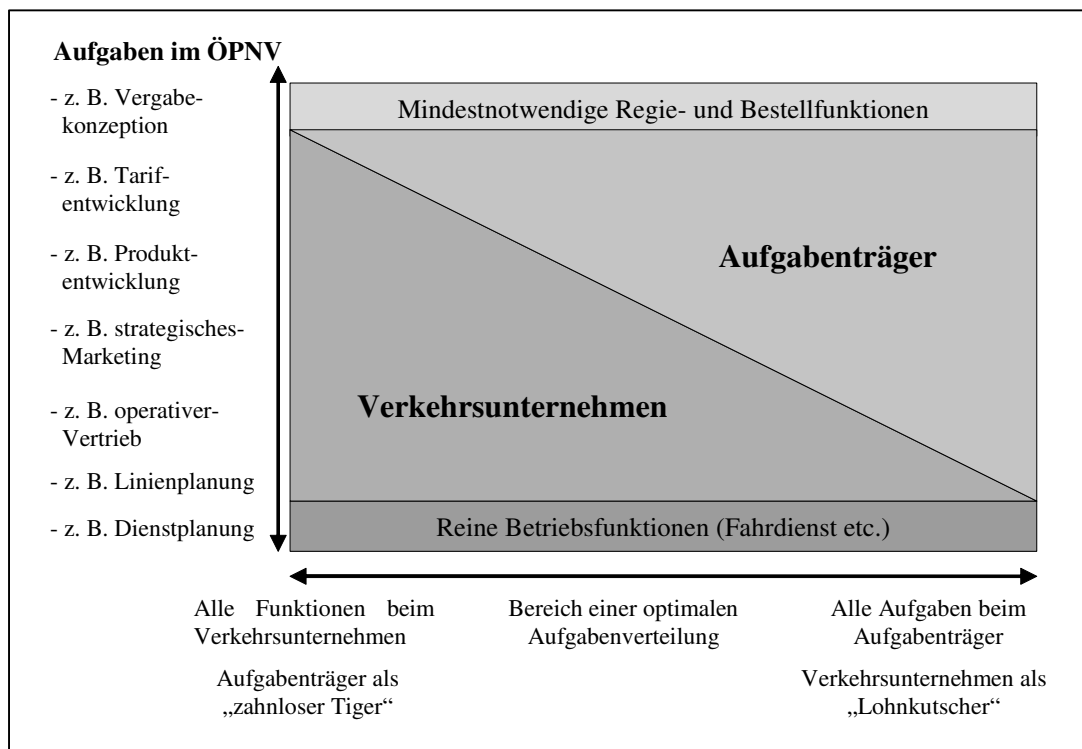 Aufgaben im ÖPNV
- z. B. Vergabe-
konzeption
- z. B. Tarif-
entwicklung
- z. B. Produkt-
entwicklung
- z. B. strategisches-
Marketing
- z. B. operativer-
Vertrieb
- z. B. Linienplanung
- z. B. Dienstplanung
Mindestnotwendige Regie- und Bestellfunktionen
Aufgabenträger
Verkehrsunternehmen
Reine Betriebsfunktionen (Fahrdienst etc.)
Alle Funktionen beim
Verkehrsunternehmen
Aufgabenträger als
„zahnloser Tiger“
Bereich einer optimalen
Aufgabenverteilung
Alle Aufgaben beim
Aufgabenträger
Verkehrsunternehmen als
„Lohnkutscher“